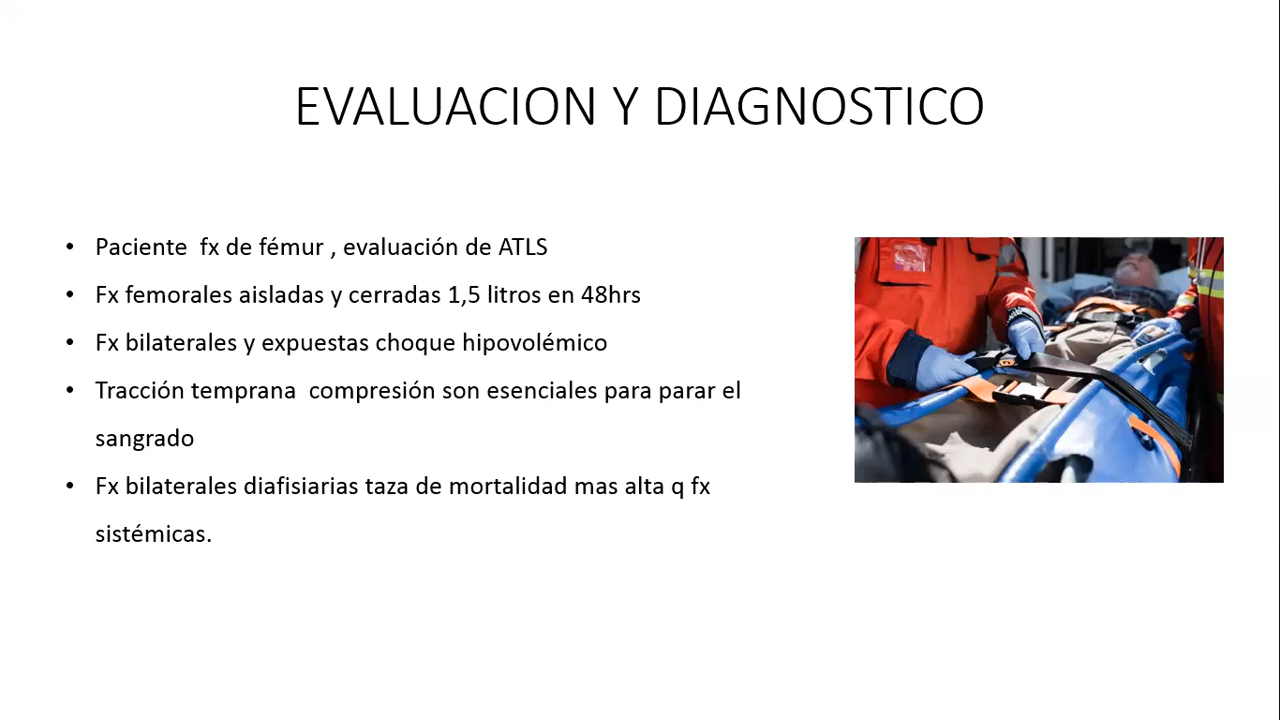 EVALUACION Y DIAGNOSTICO
• Paciente  fx de fémur , evaluación de ATLS
• Fx femorales aisladas y cerradas 1,5 litros en 48hrs
• Fx bilaterales y expuestas choque hipovolémico
• Tracción temprana  compresión son esenciales para parar el
sangrado
• Fx bilaterales diafisiarias taza de mortalidad mas alta q fx
sistémicas.